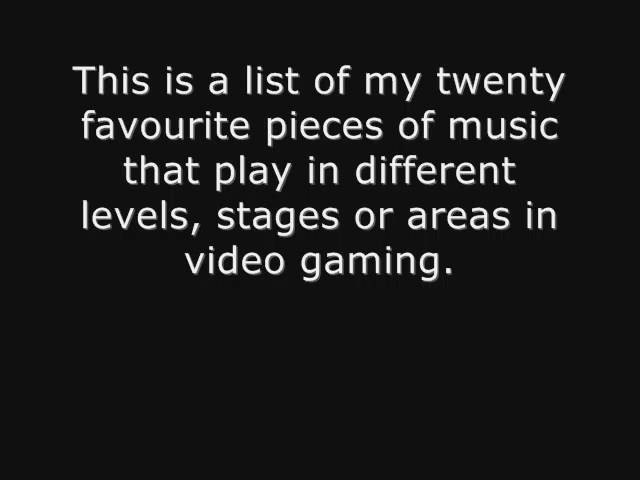 This is a list of my twenty
favourite pieces of music
that play in different
levels, stages or areas in
video gaming.